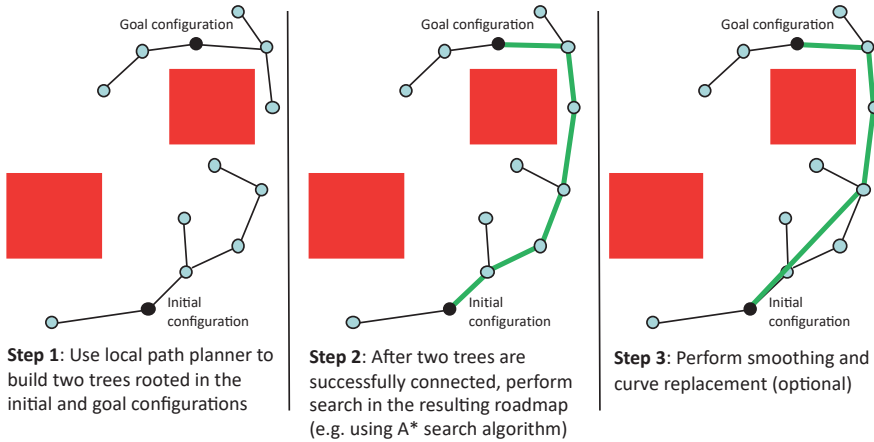 Goal configuration
Initial
configuration
Step 1: Use local path planner to
build two trees rooted in the
initial and goal configurations
Goal configuration
Initial
configuration
Step 2: After two trees are
successfully connected, perform
search in the resulting roadmap
(e.g. using A* search algorithm)
Goal configuration
Initial
configuration
Step 3: Perform smoothing and
curve replacement (optional)